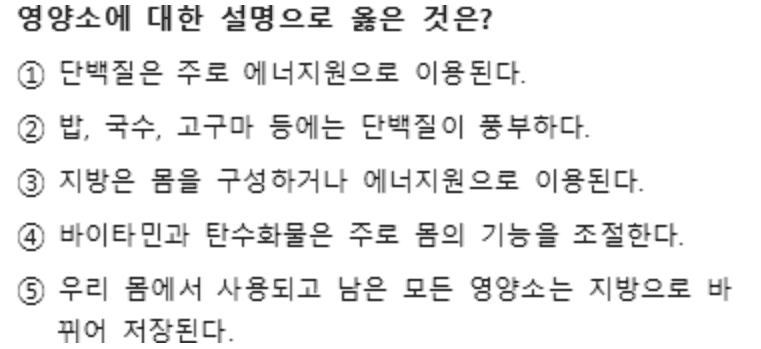 영양소에 대한 설명으로 옳은 것은?
① 단백질은 주로 에너지원으로 이용된다.
② 밥, 국수, 고구마 등에는 단백질이 풍부하다.
③ 지방은 몸을 구성하거나 에너지원으로 이용된다.
④ 바이타민과 탄수화물은 주로 몸의 기능을 조절한다.
⑤ 우리 몸에서 사용되고 남은 모든 영양소는 지방으로 바
뀌어 저장된다.